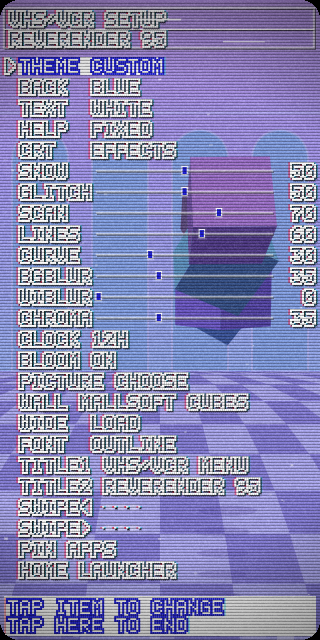 VHS/VCR SETUP
REVERENDER 95
THEME CUSTOM
BACK BLUE
TEXT WHITE
HELP FIXED
CRT EFFECTS
SNOW 50
GLITCH 50
SCAN 70
LINES 60
CURVE 30
BGBLUR 35
UIBLUR 0
CHROMA 35
CLOCK 12H
BLOOM ON
PICTURE CHOOSE
WALL MALLSOFT CUBES
WIDE LOAD
FONT OUTLINE
TITLE1 VHS/VCR MENU
TITLE2 REVERENDER 95
SWIPE◁ ----
SWIPE▷ ----
PIN APPS
HOME LAUNCHER
TAP ITEM TO CHANGE
TAP HERE TO END